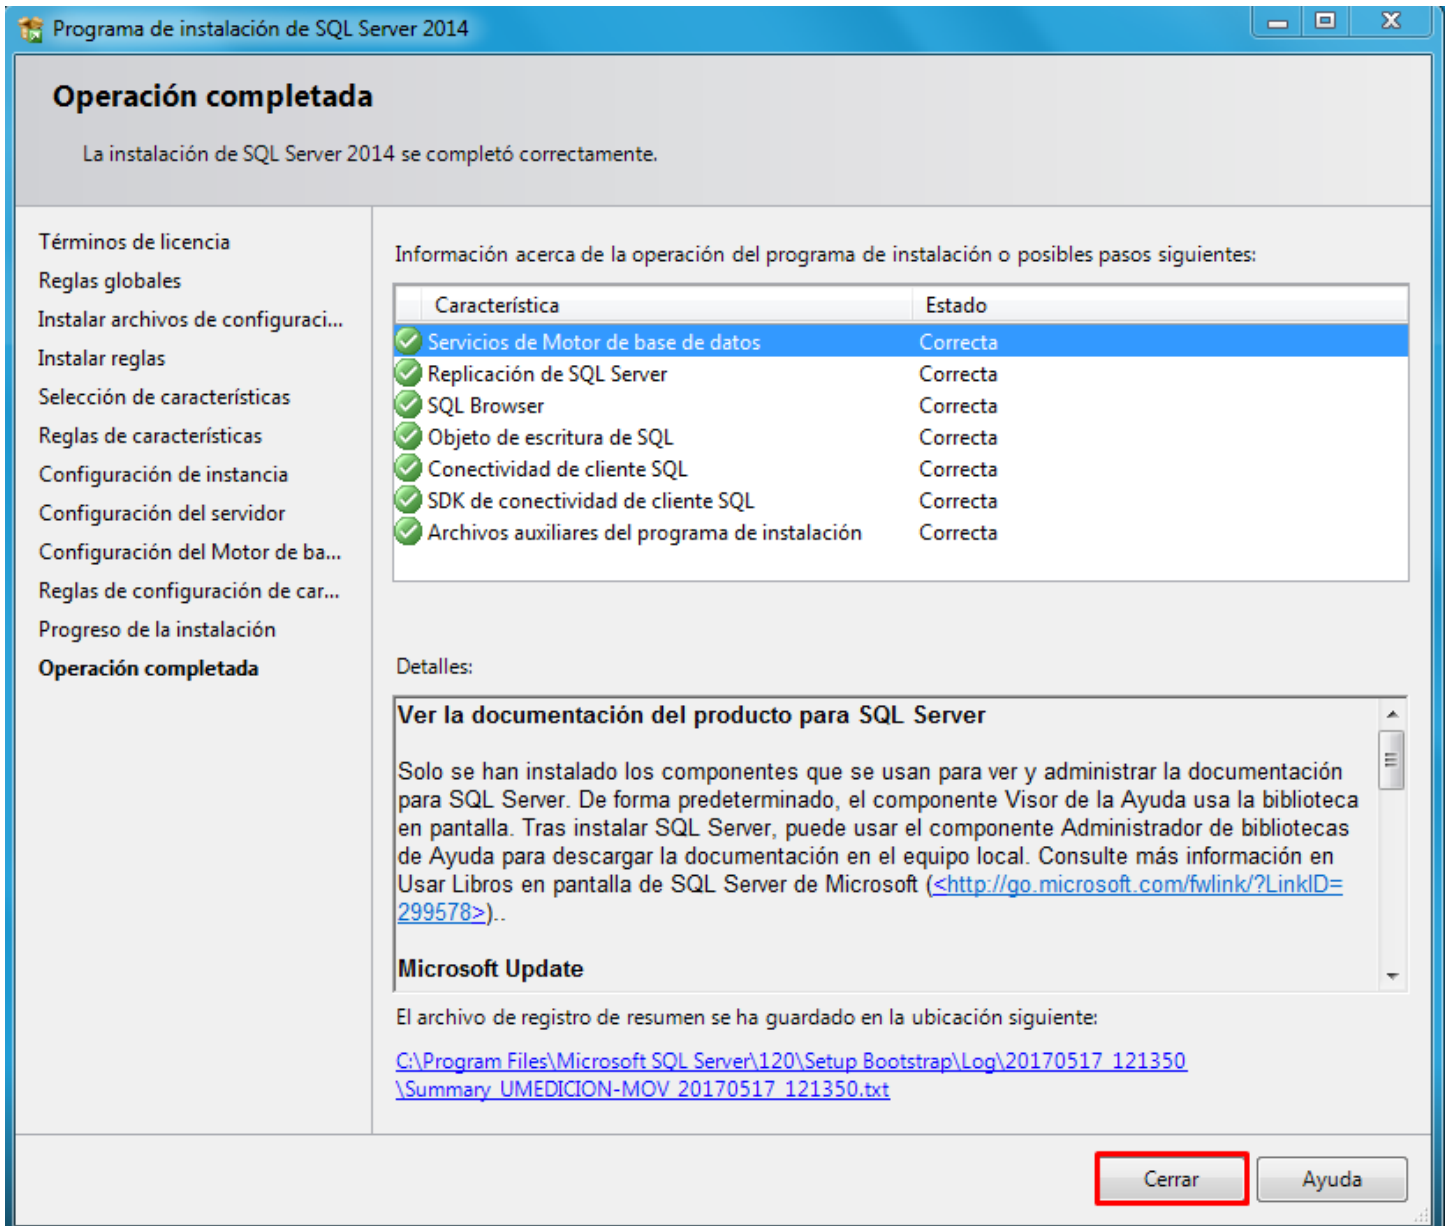 Programa de instalación de SQL Server 2014
Operación completada
La instalación de SQL Server 2014 se completó correctamente.
Términos de licencia
Reglas globales
Instalar archivos de configuraci...
Instalar reglas
Selección de características
Reglas de características
Configuración de instancia
Configuración del servidor
Configuración del Motor de ba...
Reglas de configuración de car...
Progreso de la instalación
Operación completada
Información acerca de la operación del programa de instalación o posibles pasos siguientes:
Característica Estado
Servicios de Motor de base de datos Correcta
Replicación de SQL Server Correcta
SQL Browser Correcta
Objeto de escritura de SQL Correcta
Conectividad de cliente SQL Correcta
SDK de conectividad de cliente SQL Correcta
Archivos auxiliares del programa de instalación Correcta
Detalles:
Ver la documentación del producto para SQL Server
Solo se han instalado los componentes que se usan para ver y administrar la documentación
para SQL Server. De forma predeterminado, el componente Visor de la Ayuda usa la biblioteca
en pantalla. Tras instalar SQL Server, puede usar el componente Administrador de bibliotecas
de Ayuda para descargar la documentación en el equipo local. Consulte más información en
Usar Libros en pantalla de SQL Server de Microsoft (<http://go.microsoft.com/fwlink/?LinkID=
299578>)..
Microsoft Update
El archivo de registro de resumen se ha guardado en la ubicación siguiente:
C:\Program Files\Microsoft SQL Server\120\Setup Bootstrap\Log\20170517_121350
\Summary_UMEDICION-MOV_20170517_121350.txt
Cerrar
Ayuda